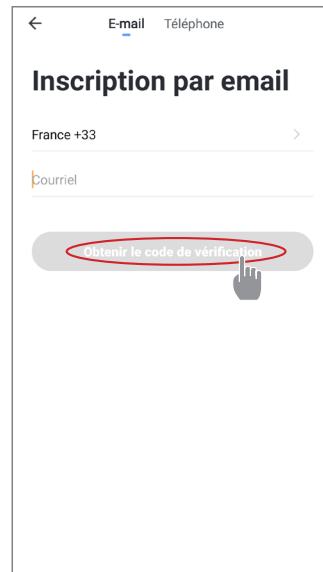 E-mail Téléphone
Inscription par email
France +33
Courriel
Obtenir le code de vérification